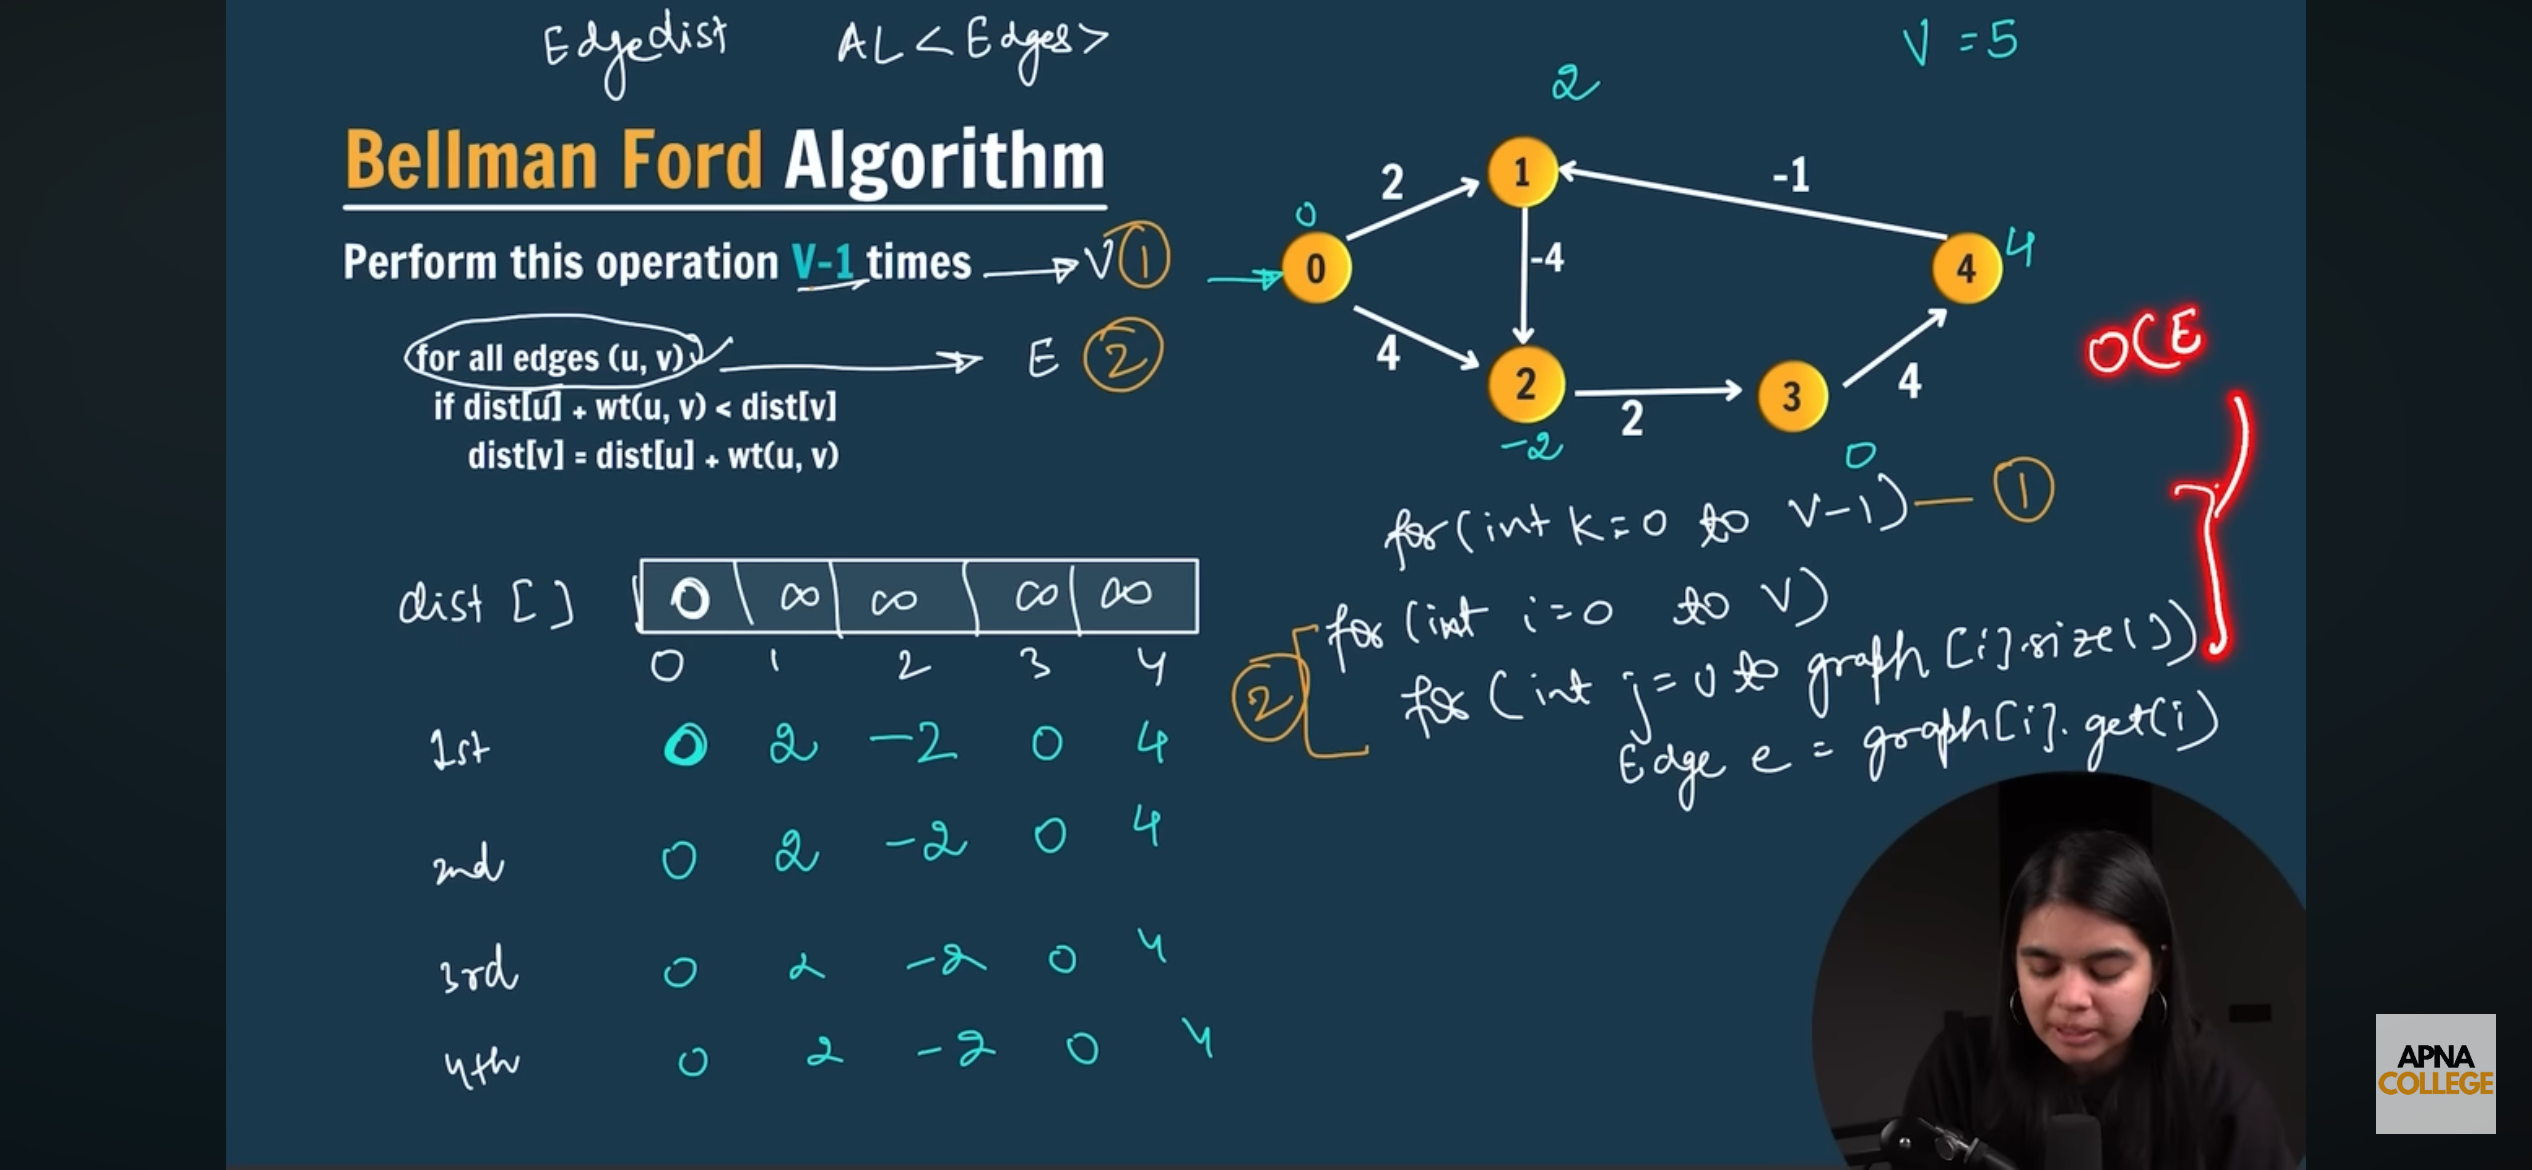 Edgedist AL<Edges>
V = 5
Bellman Ford Algorithm
Perform this operation V-1 times → V ①
for all edges (u, v) → E ②
if dist[u] + wt(u, v) < dist[v]
dist[v] = dist[u] + wt(u, v)
2
2
1
-1
0
0
-4
4
4
4
2
-2
2
3
0
4
O(E
for (int k=0 to V-1) — ①
for (int i=0 to V)
② for (int j=0 to graph[i].size())
Edge e = graph[i].get(i)
dist [ ] 0 ∞ ∞ ∞ ∞
0 1 2 3 4
1st 0 2 -2 0 4
2nd 0 2 -2 0 4
3rd 0 2 -2 0 4
4th 0 2 -2 0 4
APNA
COLLEGE